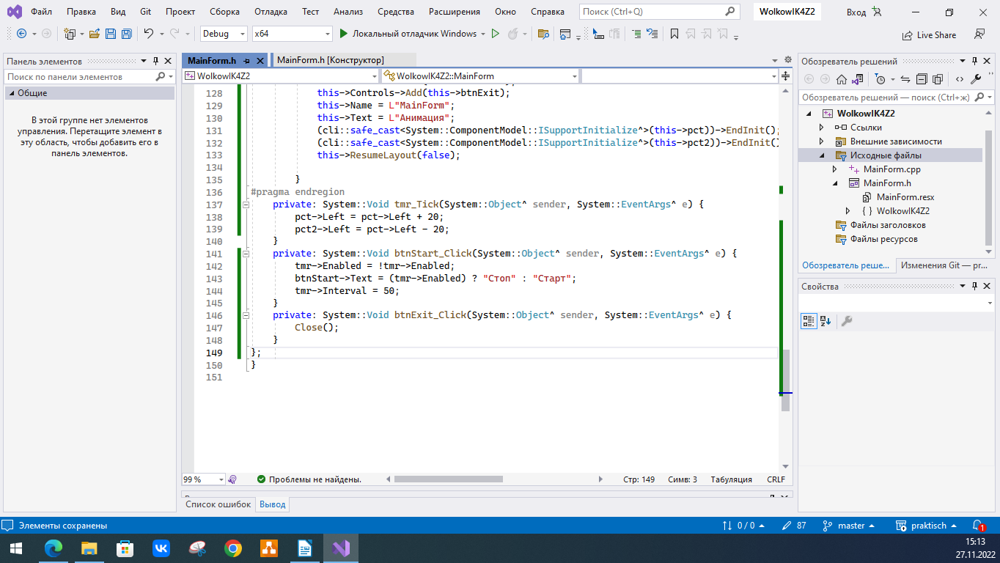 Файл Правка Вид Git Проект Сборка Отладка Тест Анализ Средства Расширения Окно Справка Поиск (Ctrl+Q) WolkowIK4Z2 Вход
Debug x64 Локальный отладчик Windows Live Share
Панель элементов
Поиск по панели элементов
Общие
В этой группе нет элементов
управления. Перетащите элемент в
эту область, чтобы добавить его в
панель элементов.
MainForm.h MainForm.h [Конструктор]
WolkowIK4Z2 WolkowIK4Z2::MainForm
128 this->Controls->Add(this->btnExit);
129 this->Name = L"MainForm";
130 this->Text = L"Анимация";
131 (cli::safe_cast<System::ComponentModel::ISupportInitialize^>(this->pct))->EndInit();
132 (cli::safe_cast<System::ComponentModel::ISupportInitialize^>(this->pct2))->EndInit()
133 this->ResumeLayout(false);
134
135 }
136 #pragma endregion
137 private: System::Void tmr_Tick(System::Object^ sender, System::EventArgs^ e) {
138 pct->Left = pct->Left + 20;
139 pct2->Left = pct->Left - 20;
140 }
141 private: System::Void btnStart_Click(System::Object^ sender, System::EventArgs^ e) {
142 tmr->Enabled = !tmr->Enabled;
143 btnStart->Text = (tmr->Enabled) ? "Стоп" : "Старт";
144 tmr->Interval = 50;
145 }
146 private: System::Void btnExit_Click(System::Object^ sender, System::EventArgs^ e) {
147 Close();
148 }
149 };
150 }
151
99 % Проблемы не найдены. Стр: 149 Симв: 3 Табуляция CRLF
Список ошибок Вывод
Обозреватель решений
Обозреватель решений — поиск (Ctrl+ж)
WolkowIK4Z2
Ссылки
Внешние зависимости
Исходные файлы
MainForm.cpp
MainForm.h
MainForm.resx
{ } WolkowIK4Z2
Файлы заголовков
Файлы ресурсов
Обозреватель реше... Изменения Git — pr...
Свойства
Элементы сохранены 0 / 0 87 master praktisch 1
15:13
27.11.2022